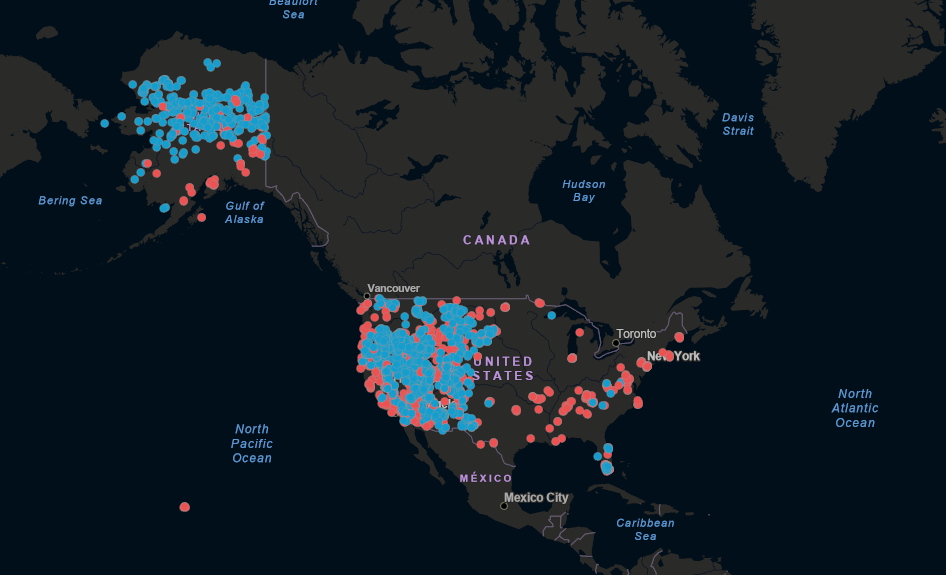 Beaufort
Sea
Davis
Strait
Hudson
Bay
Bering Sea
Gulf of
Alaska
CANADA
Vancouver
Toronto
New York
UNITED
STATES
North
Atlantic
Ocean
North
Pacific
Ocean
MÉXICO
Mexico City
Caribbean
Sea